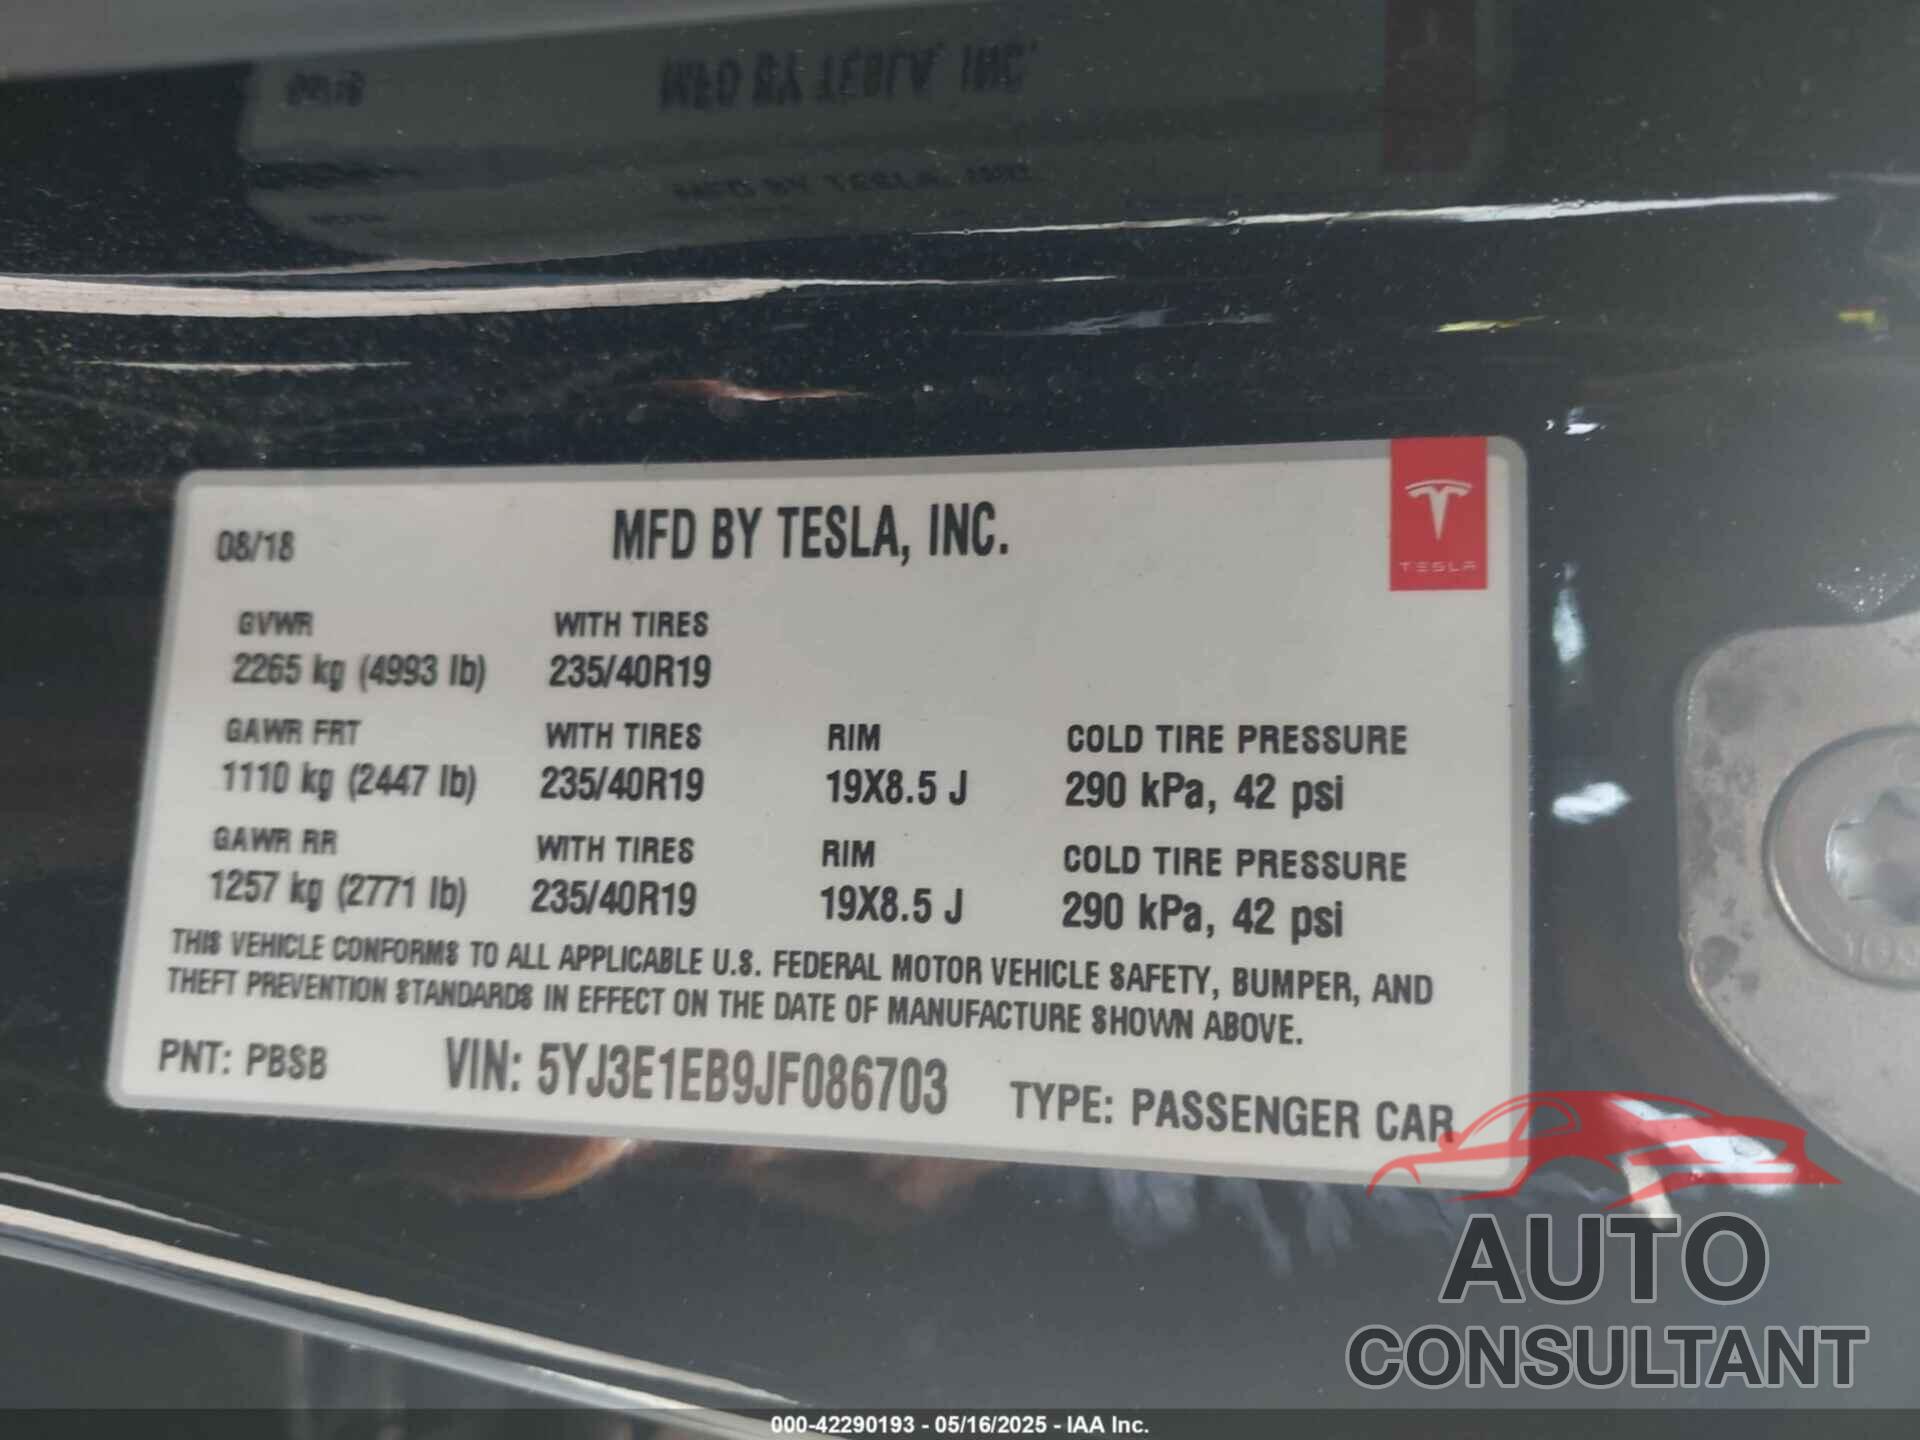 08/18 MFD BY TESLA, INC.
TESLA
GVWR WITH TIRES
2265 kg (4993 lb) 235/40R19
GAWR FRT WITH TIRES RIM COLD TIRE PRESSURE
1110 kg (2447 lb) 235/40R19 19X8.5 J 290 kPa, 42 psi
GAWR RR WITH TIRES RIM COLD TIRE PRESSURE
1257 kg (2771 lb) 235/40R19 19X8.5 J 290 kPa, 42 psi
THIS VEHICLE CONFORMS TO ALL APPLICABLE U.S. FEDERAL MOTOR VEHICLE SAFETY, BUMPER, AND
THEFT PREVENTION STANDARDS IN EFFECT ON THE DATE OF MANUFACTURE SHOWN ABOVE.
PNT: PBSB VIN: 5YJ3E1EB9JF086703 TYPE: PASSENGER CAR
AUTO
CONSULTANT
000-42290193 - 05/16/2025 - IAA Inc.